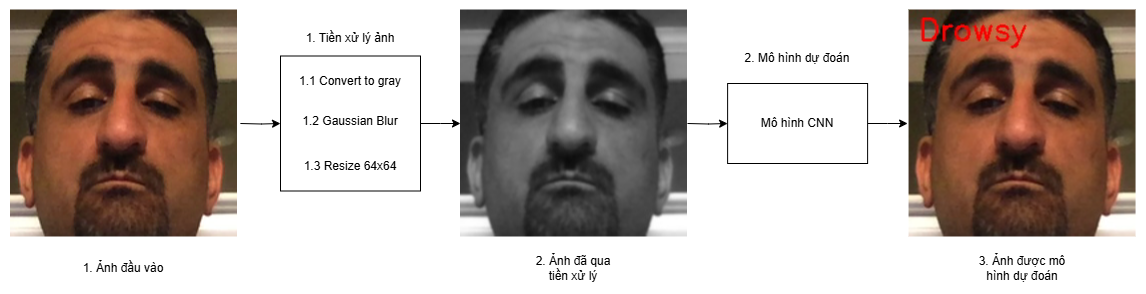 1. Tiền xử lý ảnh
1.1 Convert to gray
1.2 Gaussian Blur
1.3 Resize 64x64
2. Mô hình dự đoán
Mô hình CNN
Drowsy
1. Ảnh đầu vào
2. Ảnh đã qua
tiền xử lý
3. Ảnh được mô
hình dự đoán